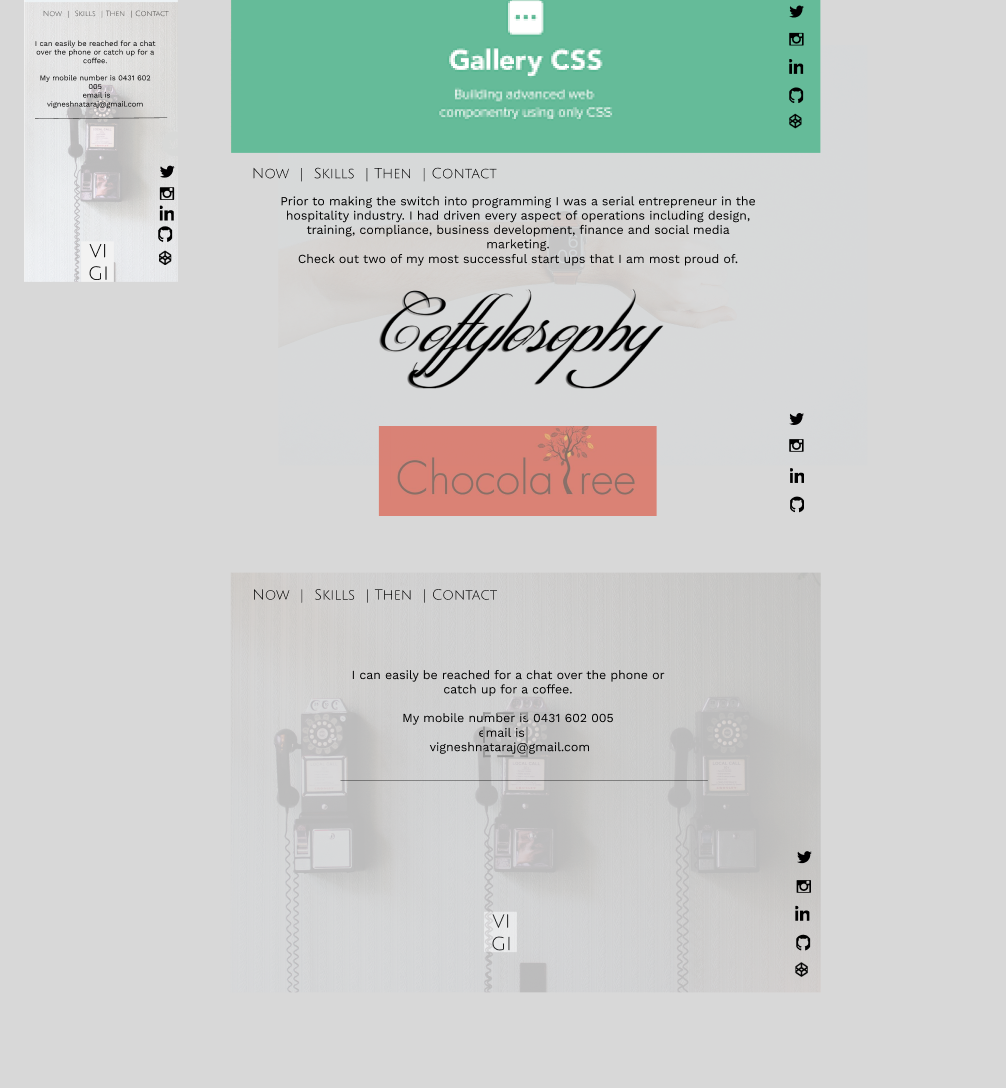 Now | Skills | Then | Contact
I can easily be reached for a chat
over the phone or catch up for a
coffee.
My mobile number is 0431 602
005
email is
vigneshnataraj@gmail.com
VI
GI
Gallery CSS
Building advanced web
componentry using only CSS
Now | Skills | Then | Contact
Prior to making the switch into programming I was a serial entrepreneur in the
hospitality industry. I had driven every aspect of operations including design,
training, compliance, business development, finance and social media
marketing.
Check out two of my most successful start ups that I am most proud of.
Coffylosophy
Chocolatree
Now | Skills | Then | Contact
I can easily be reached for a chat over the phone or
catch up for a coffee.
My mobile number is 0431 602 005
email is
vigneshnataraj@gmail.com
VI
GI